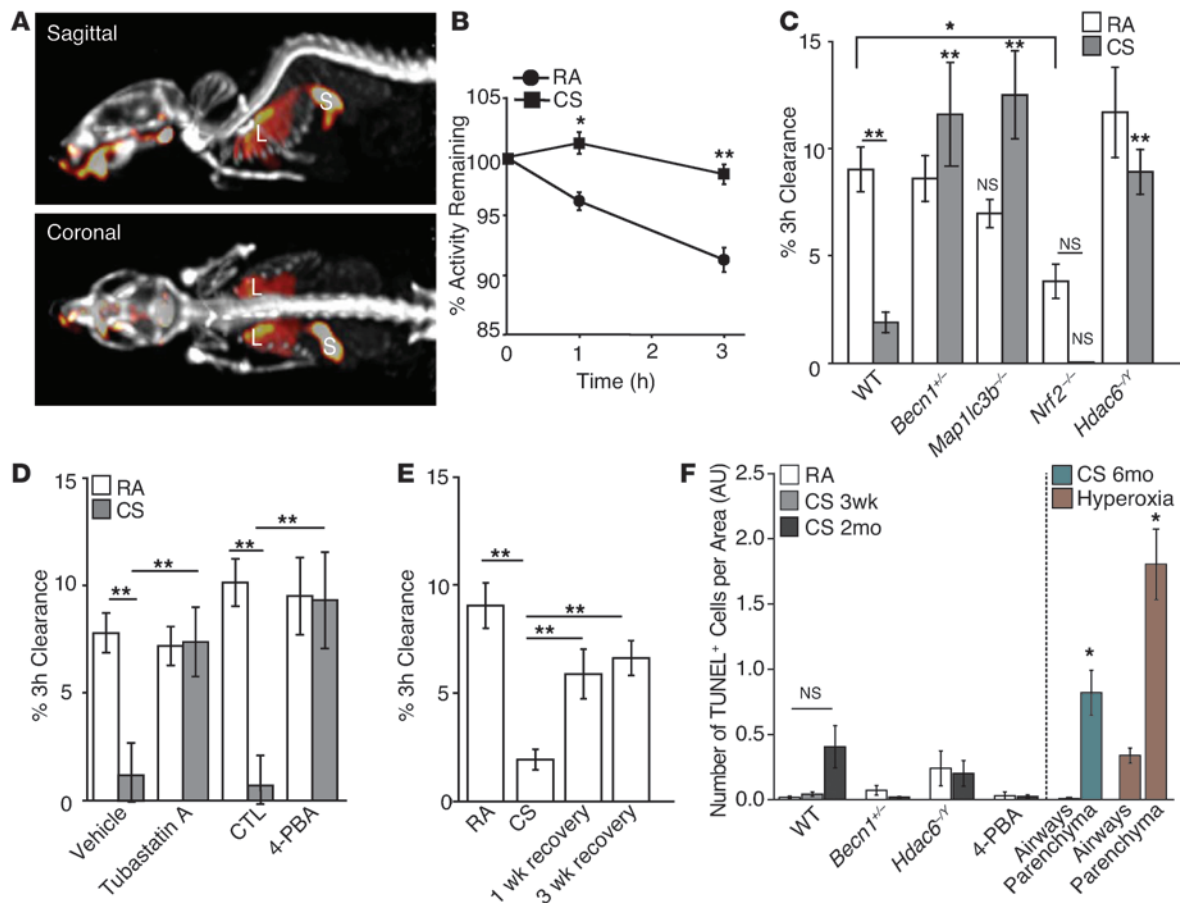 A
Sagittal
L
S
Coronal
L
L
S
B
RA
CS
105
100
95
90
85
% Activity Remaining
*
**
0
1
2
3
Time (h)
C
RA
CS
15
10
5
0
% 3h Clearance
*
**
**
**
NS
NS
NS
**
WT
Becn1+/–
Map1lc3b–/–
Nrf2–/–
Hdac6–/Y
D
RA
CS
15
10
5
0
% 3h Clearance
**
**
**
**
Vehicle
Tubastatin A
CTL
4-PBA
E
15
10
5
0
% 3h Clearance
**
**
**
RA
CS
1 wk recovery
3 wk recovery
F
RA
CS 3wk
CS 2mo
CS 6mo
Hyperoxia
2.5
2.0
1.5
1.0
0.5
0.0
Number of TUNEL+ Cells per Area (AU)
NS
*
*
WT
Becn1+/–
Hdac6–/Y
4-PBA
Airways
Parenchyma
Airways
Parenchyma